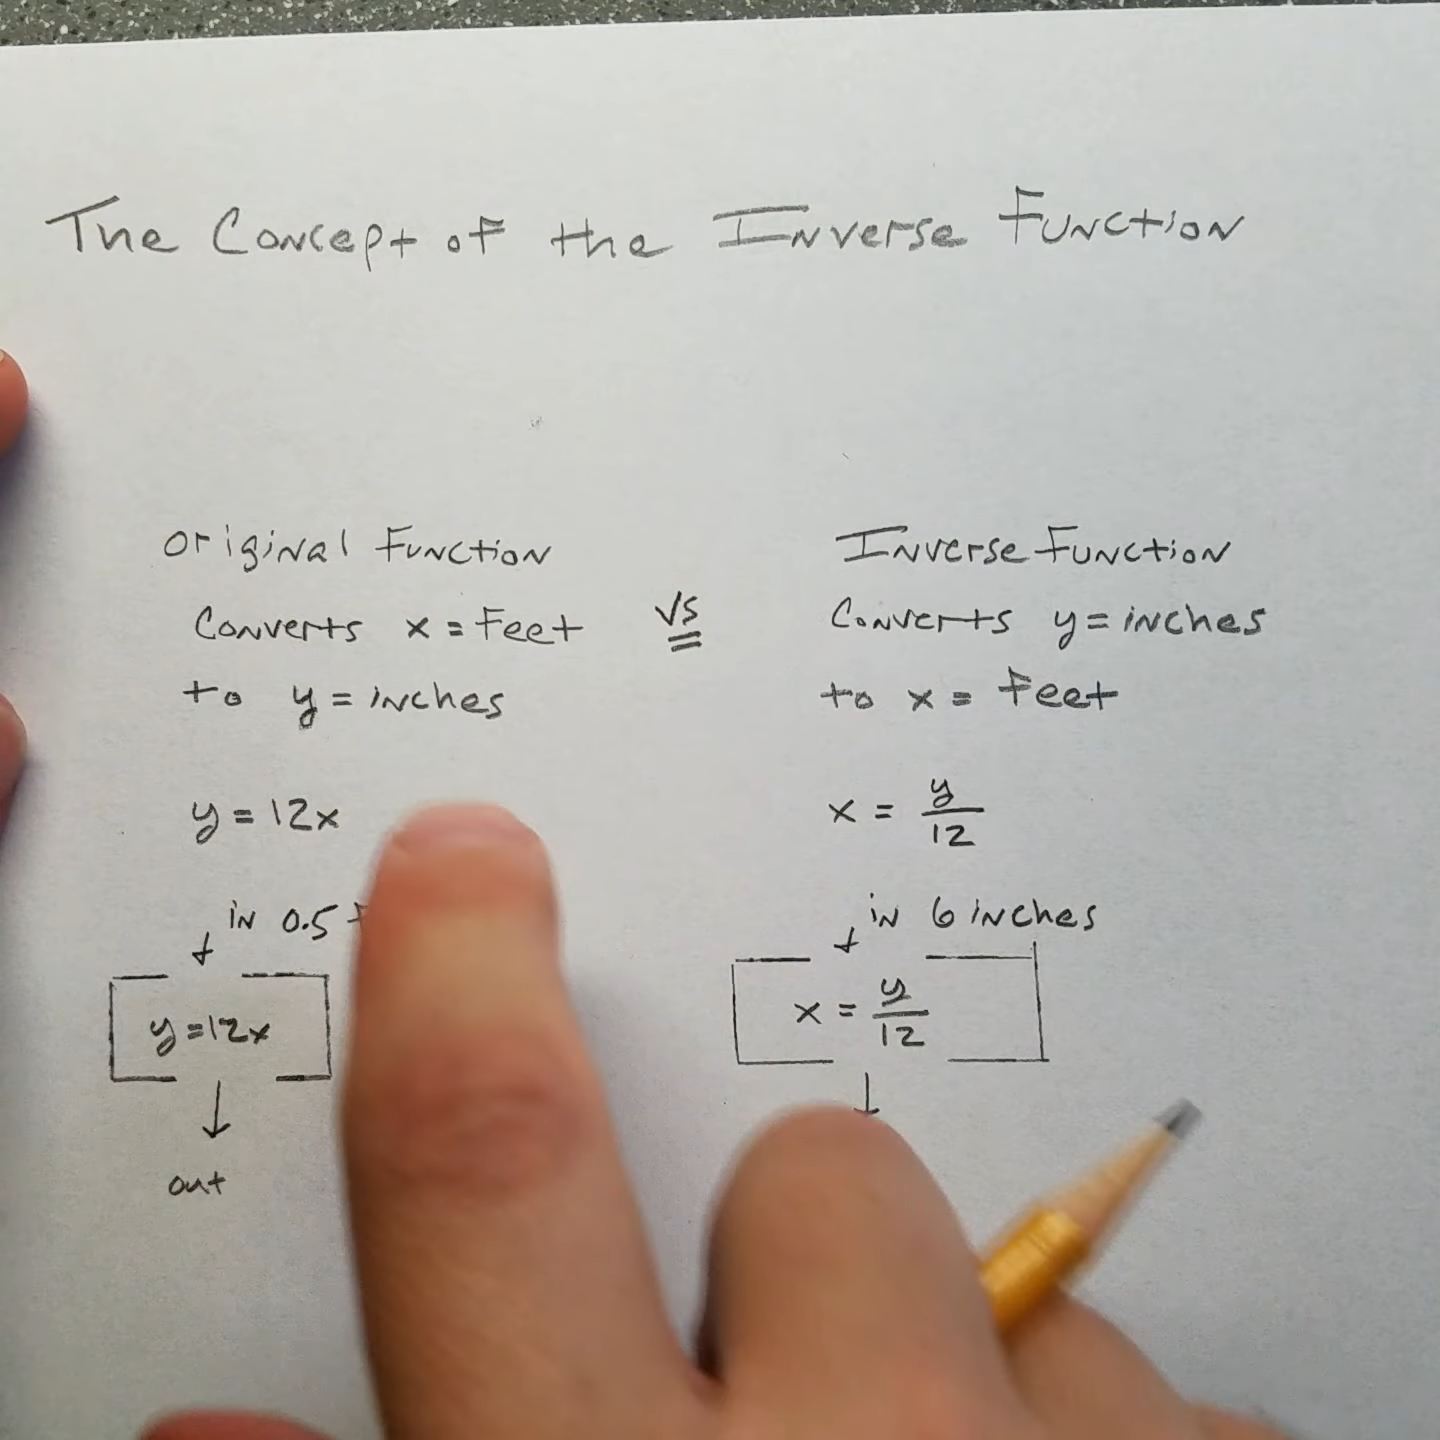 The Concept of the Inverse Function
Original Function
Converts x = Feet
to y = inches
y = 12x
in 0.5
y = 12x
out
vs
Inverse Function
Converts y = inches
to x = Feet
x = y/12
in 6 inches
x = y/12